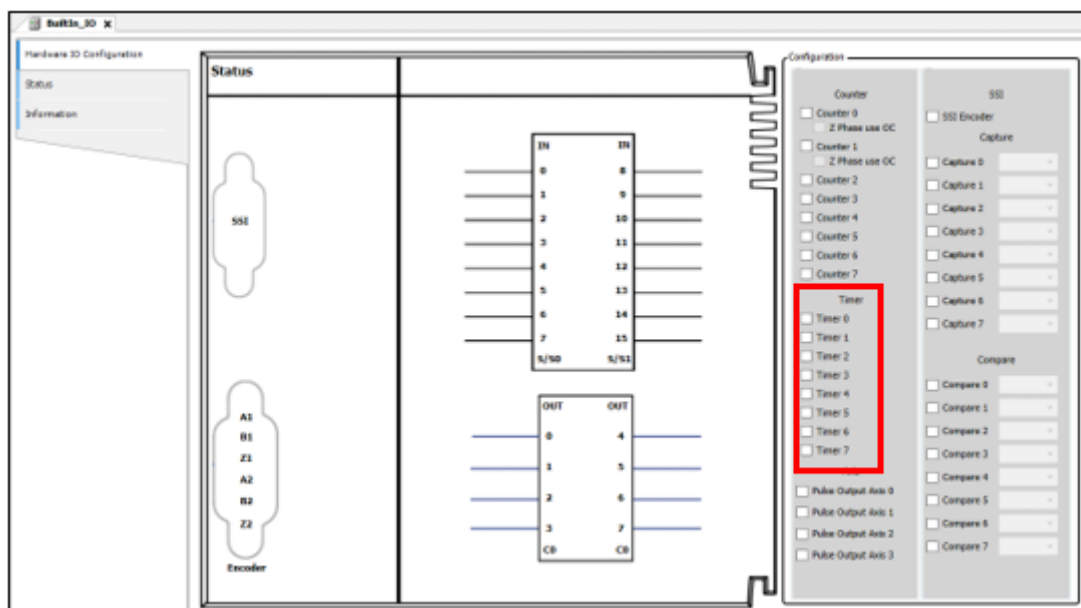 BuiltIn_IO x
Hardware IO Configuration
Status
Information
Status
SSI
A1
B1
Z1
A2
B2
Z2
Encoder
IN IN
0 8
1 9
2 10
3 11
4 12
5 13
6 14
7 15
S/S0 S/S1
OUT OUT
0 4
1 5
2 6
3 7
C0 C0
Configuration
Counter
Counter 0
Z Phase use OC
Counter 1
Z Phase use OC
Counter 2
Counter 3
Counter 4
Counter 5
Counter 6
Counter 7
Timer
Timer 0
Timer 1
Timer 2
Timer 3
Timer 4
Timer 5
Timer 6
Timer 7
Pulse Output Axis 0
Pulse Output Axis 1
Pulse Output Axis 2
Pulse Output Axis 3
SSI
SSI Encoder
Capture
Capture 0
Capture 1
Capture 2
Capture 3
Capture 4
Capture 5
Capture 6
Capture 7
Compare
Compare 0
Compare 1
Compare 2
Compare 3
Compare 4
Compare 5
Compare 6
Compare 7